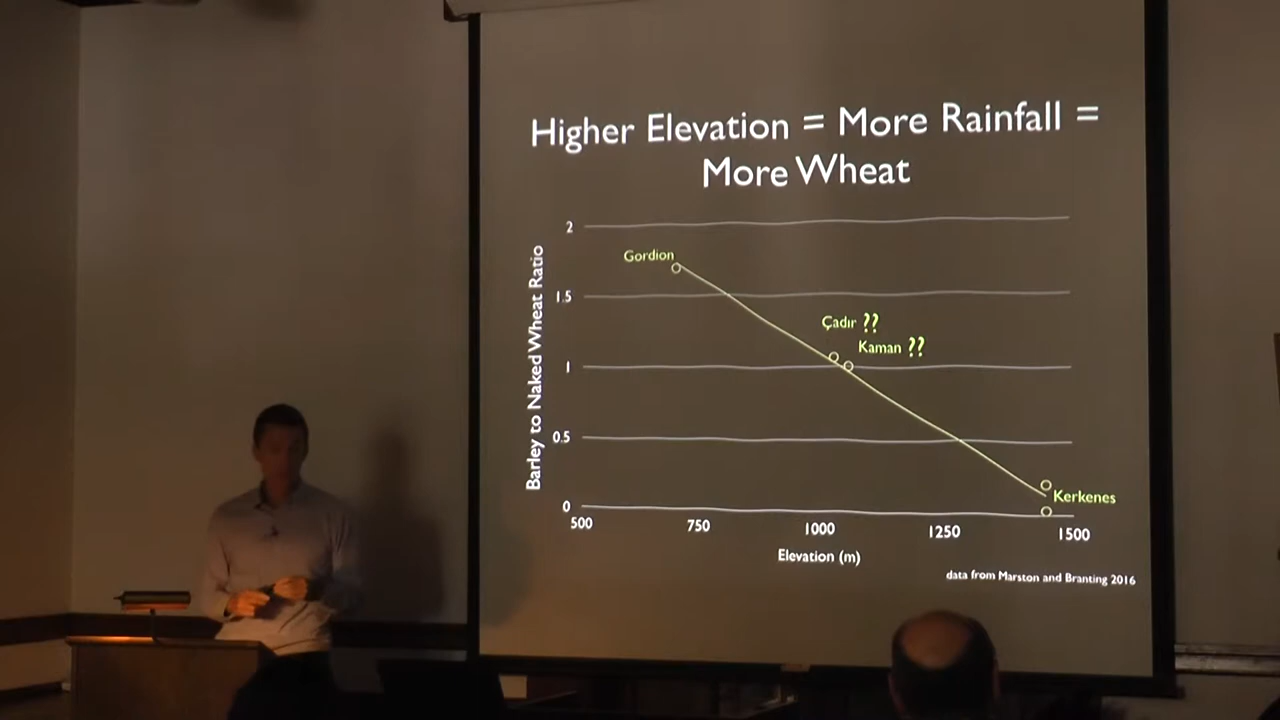 Higher Elevation = More Rainfall =
More Wheat
Barley to Naked Wheat Ratio
2
1.5
1
0.5
0
Gordion
Çadır ??
Kaman ??
Kerkenes
500 750 1000 1250 1500
Elevation (m)
data from Marston and Branting 2016